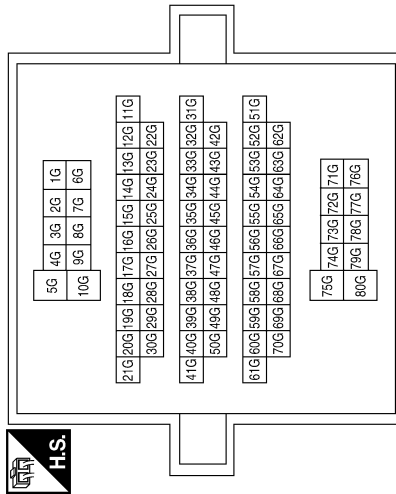 H.S.
5G 4G 3G 2G 1G
10G 9G 8G 7G 6G
21G 20G 19G 18G 17G 16G 15G 14G 13G 12G 11G
30G 29G 28G 27G 26G 25G 24G 23G 22G
41G 40G 39G 38G 37G 36G 35G 34G 33G 32G 31G
50G 49G 48G 47G 46G 45G 44G 43G 42G
61G 60G 59G 58G 57G 56G 55G 54G 53G 52G 51G
70G 69G 68G 67G 66G 65G 64G 63G 62G
75G 74G 73G 72G 71G
80G 79G 78G 77G 76G